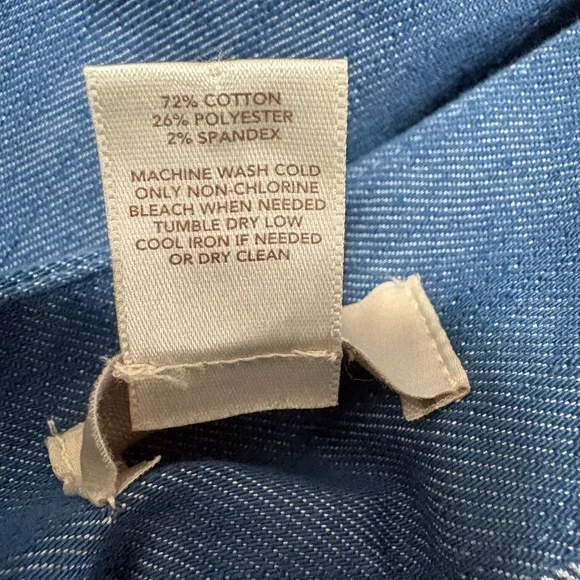 72% COTTON
26% POLYESTER
2% SPANDEX
MACHINE WASH COLD
ONLY NON-CHLORINE
BLEACH WHEN NEEDED
TUMBLE DRY LOW
COOL IRON IF NEEDED
OR DRY CLEAN